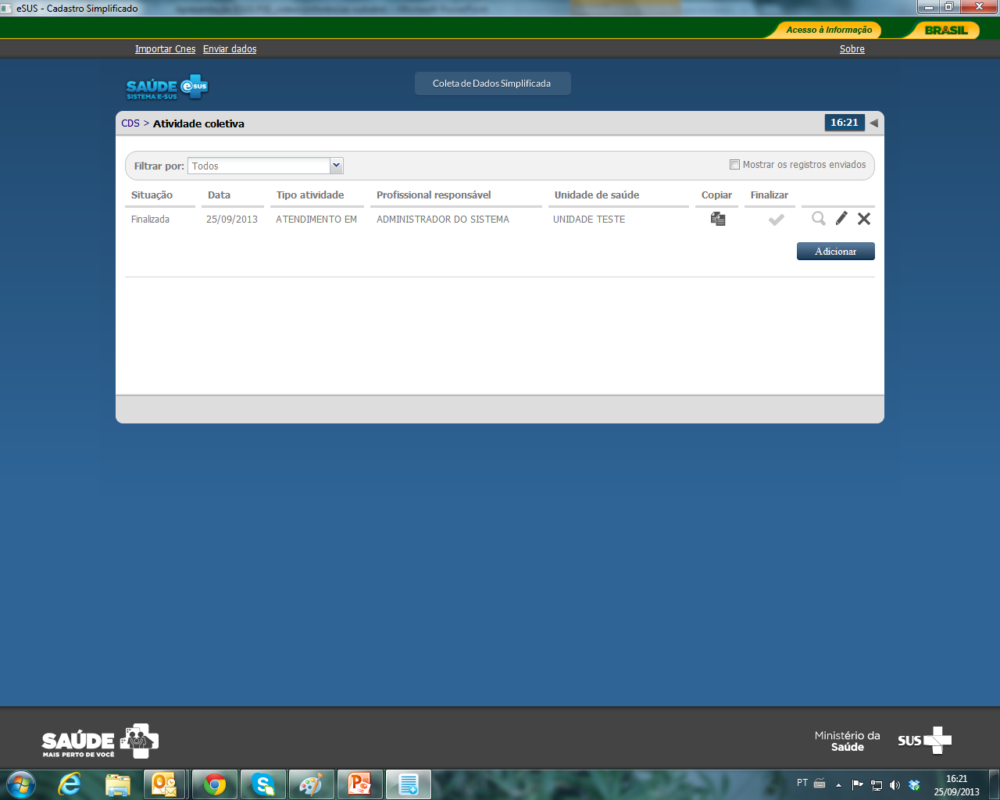 eSUS - Cadastro Simplificado
Acesso à Informação
BRASIL
Importar Cnes Enviar dados Sobre
SAÚDE e SUS
SISTEMA E-SUS
Coleta de Dados Simplificada
CDS > Atividade coletiva 16:21
Filtrar por: Todos Mostrar os registros enviados
Situação Data Tipo atividade Profissional responsável Unidade de saúde Copiar Finalizar
Finalizada 25/09/2013 ATENDIMENTO EM ADMINISTRADOR DO SISTEMA UNIDADE TESTE
Adicionar
SAÚDE
MAIS PERTO DE VOCÊ
Ministério da
Saúde
SUS
PT 16:21
25/09/2013